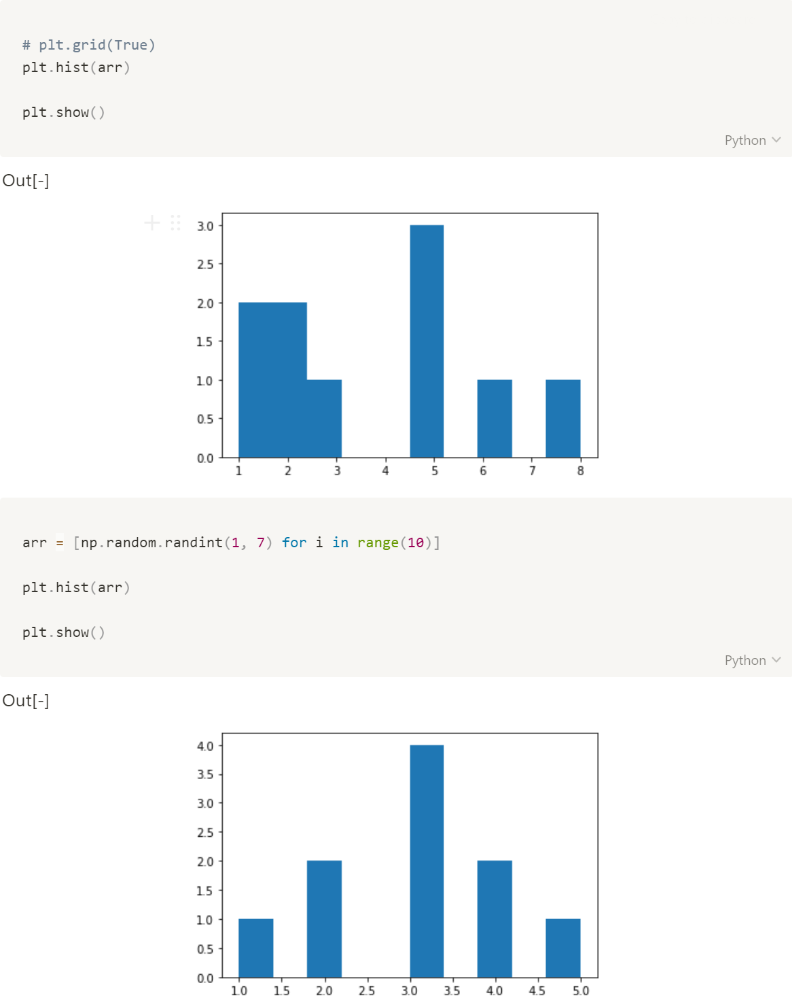 # plt.grid(True)
plt.hist(arr)
plt.show()
Python
Out[-]
3.0
2.5
2.0
1.5
1.0
0.5
0.0
1 2 3 4 5 6 7 8
arr = [np.random.randint(1, 7) for i in range(10)]
plt.hist(arr)
plt.show()
Python
Out[-]
4.0
3.5
3.0
2.5
2.0
1.5
1.0
0.5
0.0
1.0 1.5 2.0 2.5 3.0 3.5 4.0 4.5 5.0